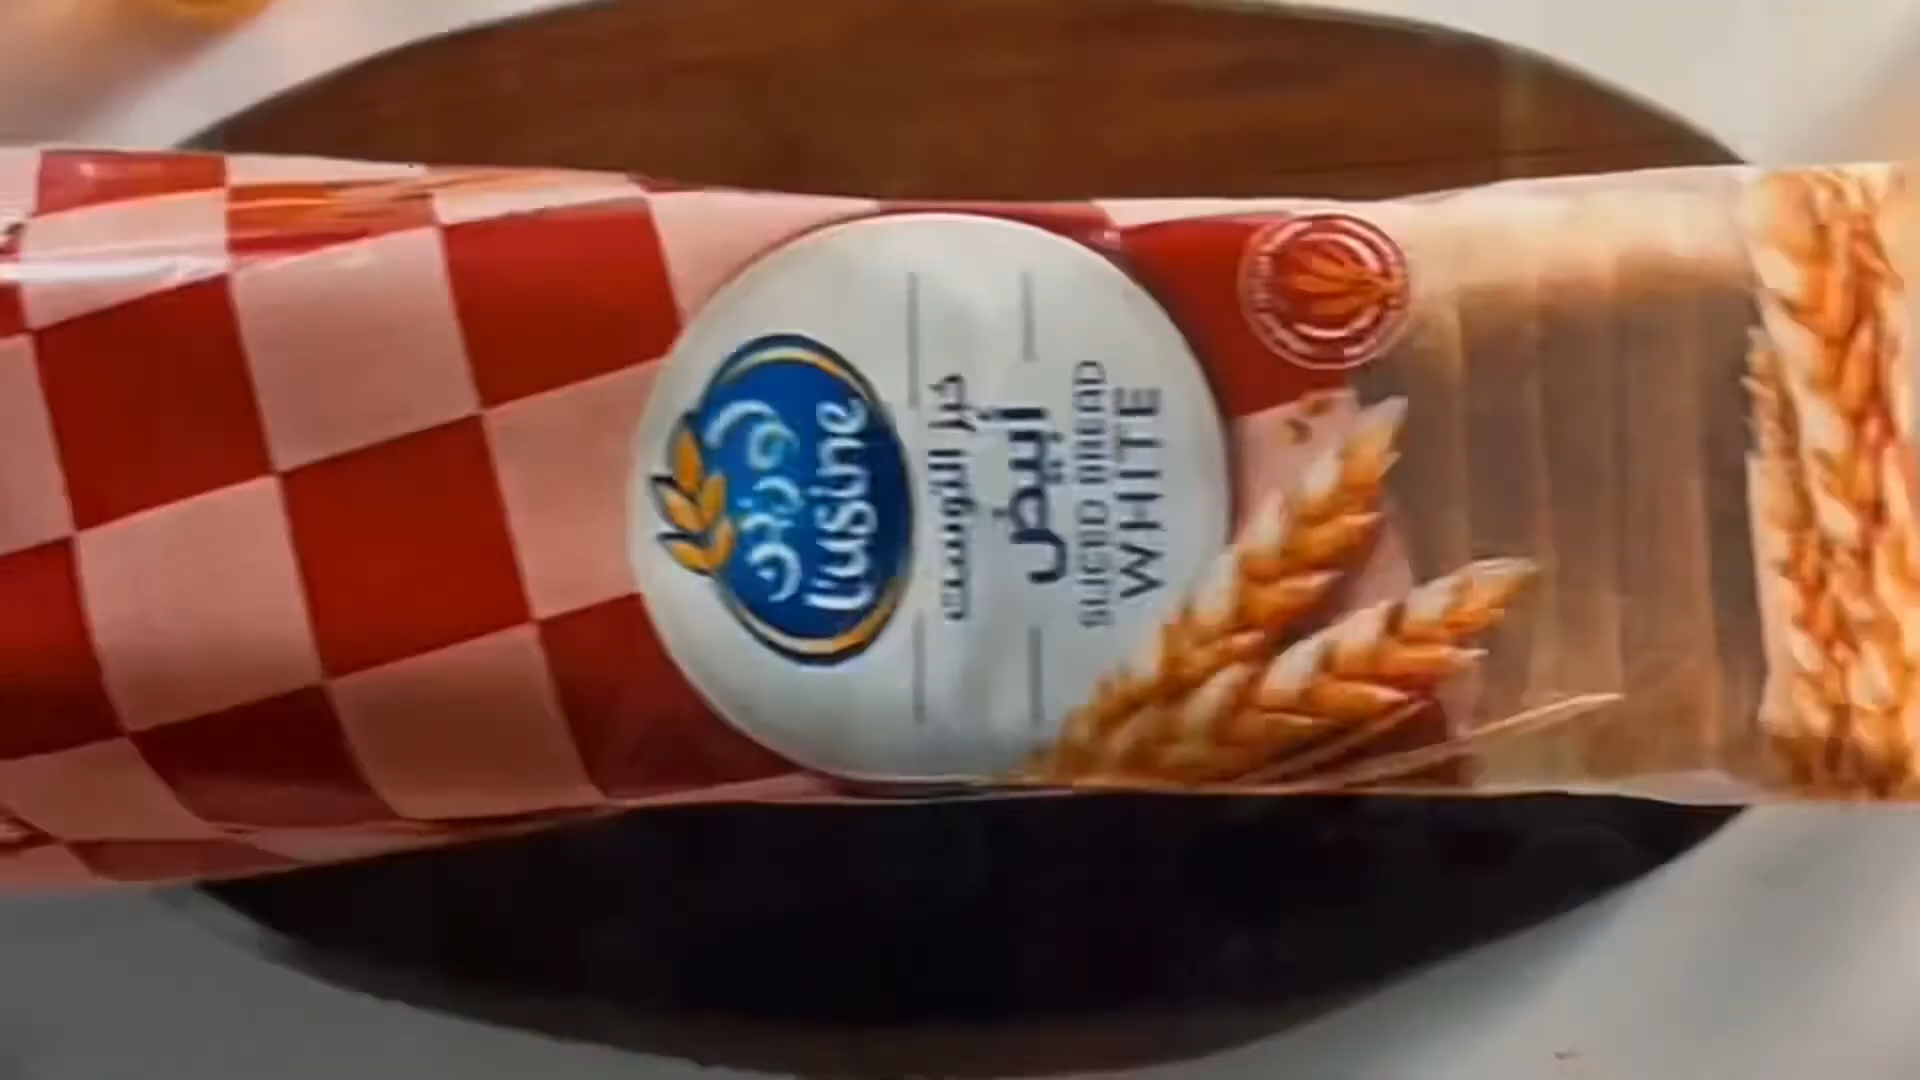 لوزين
l'usine
خبز التوست
أبيض
SLICED BREAD
WHITE